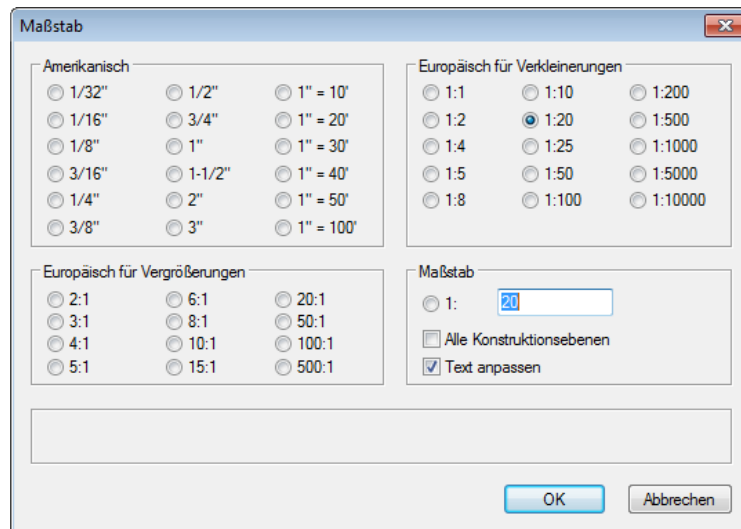 Maßstab
Amerikanisch
1/32" 1/2" 1" = 10'
1/16" 3/4" 1" = 20'
1/8" 1" 1" = 30'
3/16" 1-1/2" 1" = 40'
1/4" 2" 1" = 50'
3/8" 3" 1" = 100'
Europäisch für Verkleinerungen
1:1 1:10 1:200
1:2 1:20 1:500
1:4 1:25 1:1000
1:5 1:50 1:5000
1:8 1:100 1:10000
Europäisch für Vergrößerungen
2:1 6:1 20:1
3:1 8:1 50:1
4:1 10:1 100:1
5:1 15:1 500:1
Maßstab
1: 20
Alle Konstruktionsebenen
Text anpassen
OK Abbrechen